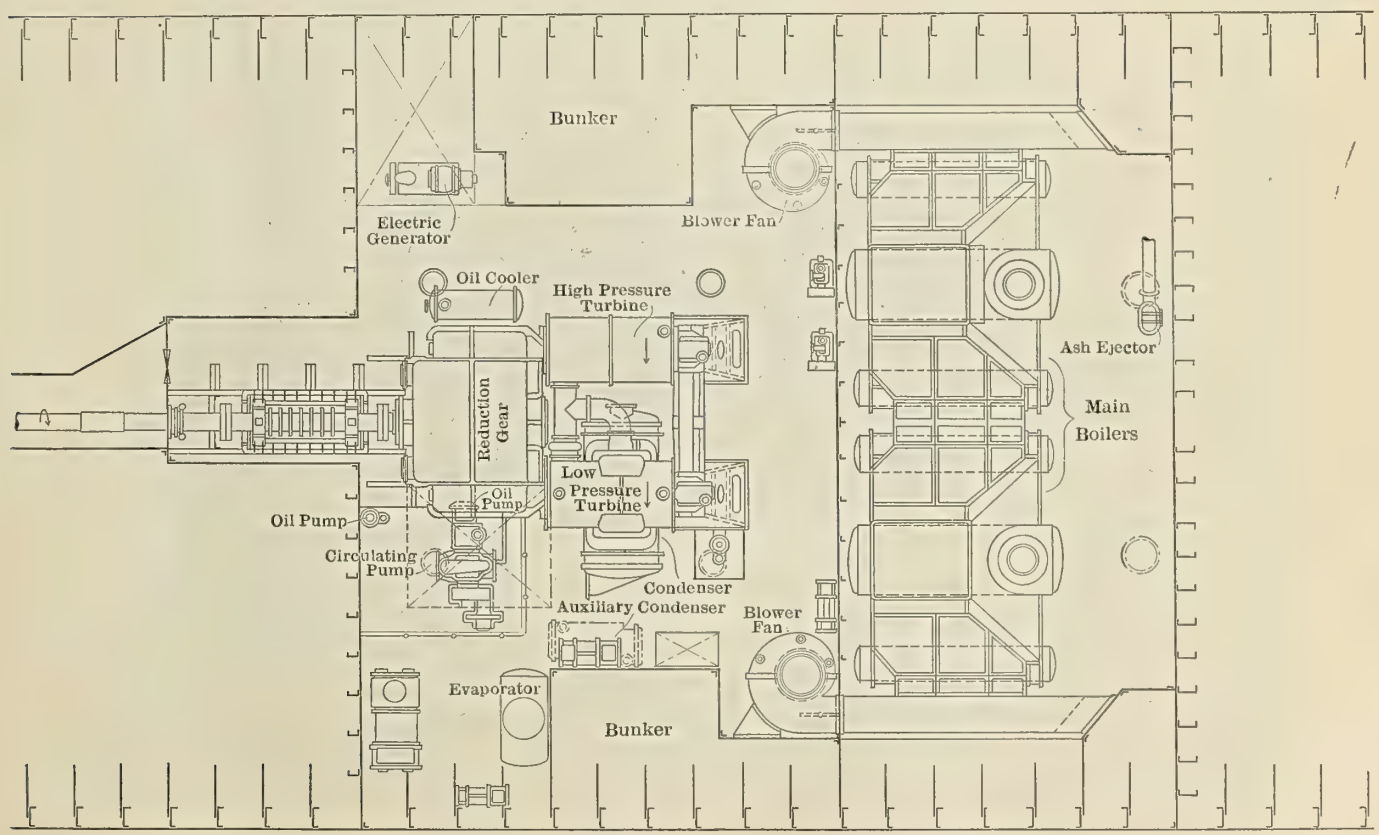 Bunker
Blower Fan
Electric
Generator
Oil Cooler
High Pressure
Turbine
Ash Ejector
Reduction
Gear
Main
Boilers
Low
Pressure
Turbine
Oil
Pump
Oil Pump
Circulating
Pump
Condenser
Auxiliary Condenser
Blower
Fan
Evaporator
Bunker